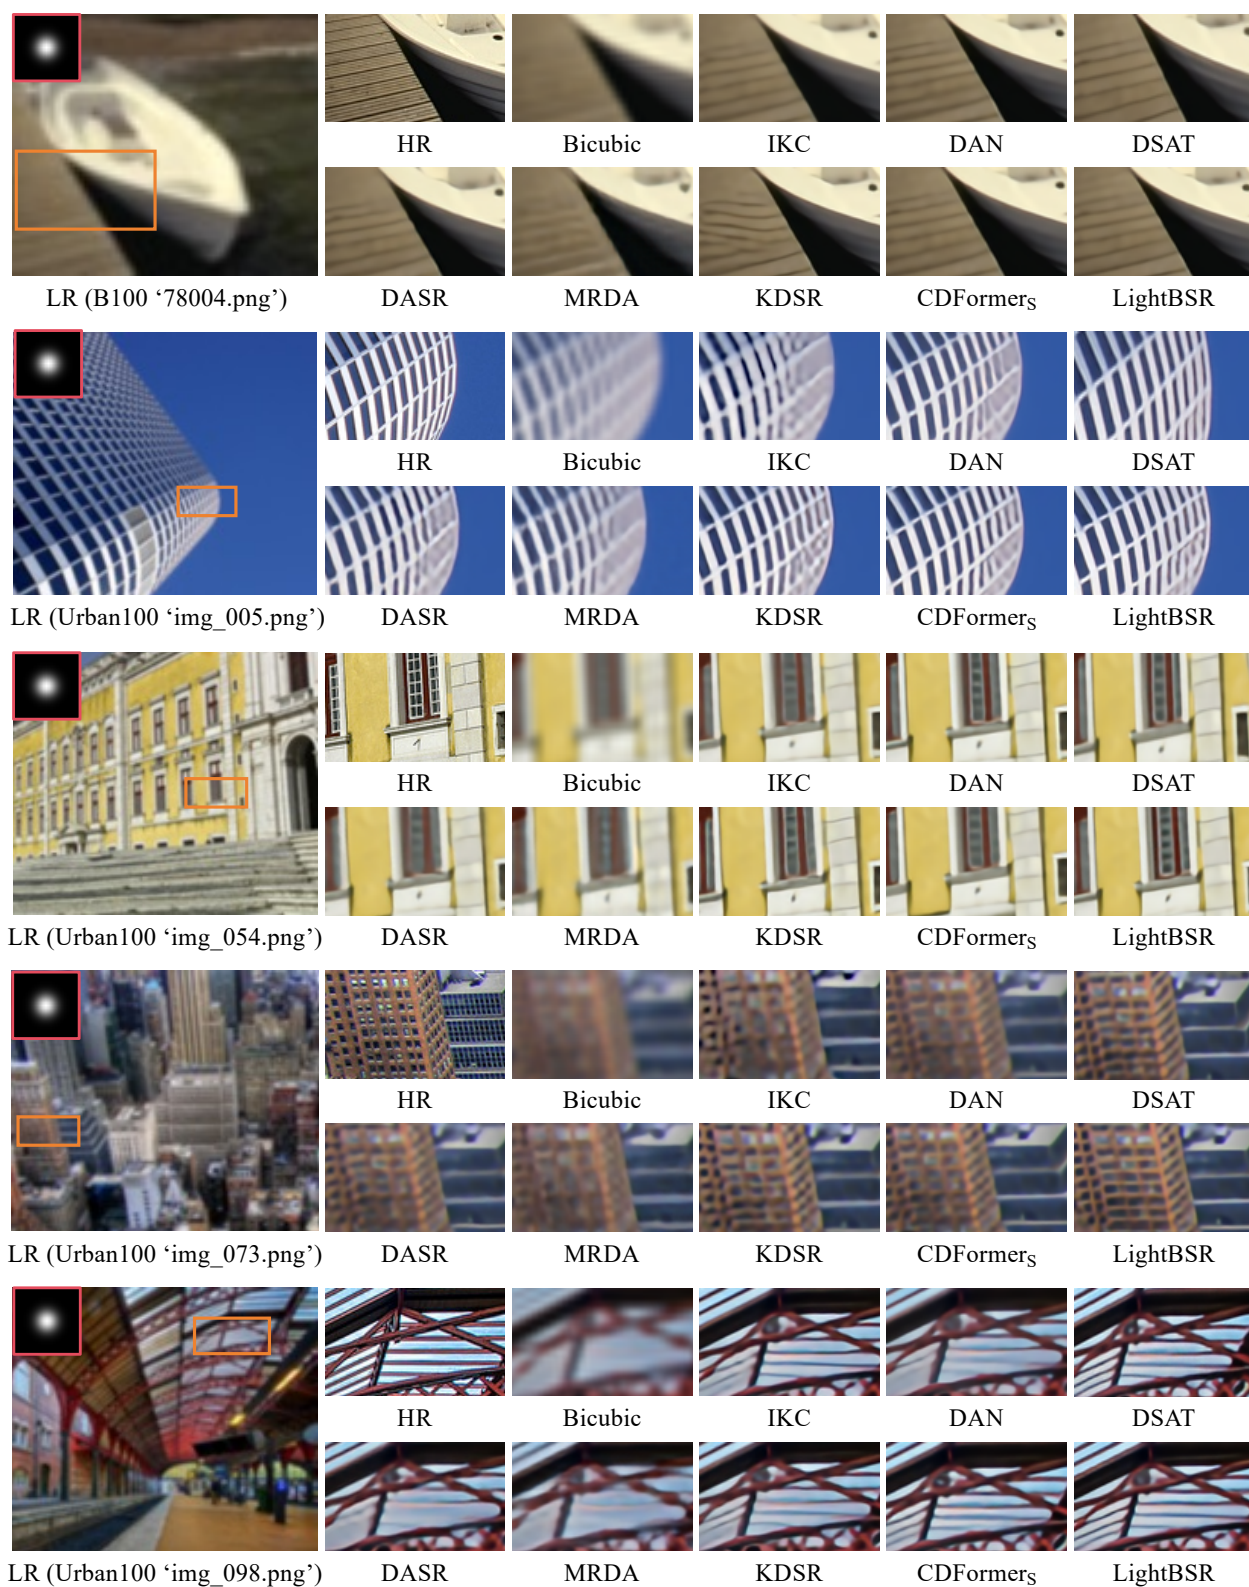 HR Bicubic IKC DAN DSAT
DASR MRDA KDSR CDFormerS LightBSR
LR (B100 ‘78004.png’)
HR Bicubic IKC DAN DSAT
DASR MRDA KDSR CDFormerS LightBSR
LR (Urban100 ‘img_005.png’)
HR Bicubic IKC DAN DSAT
DASR MRDA KDSR CDFormerS LightBSR
LR (Urban100 ‘img_054.png’)
HR Bicubic IKC DAN DSAT
DASR MRDA KDSR CDFormerS LightBSR
LR (Urban100 ‘img_073.png’)
HR Bicubic IKC DAN DSAT
DASR MRDA KDSR CDFormerS LightBSR
LR (Urban100 ‘img_098.png’)